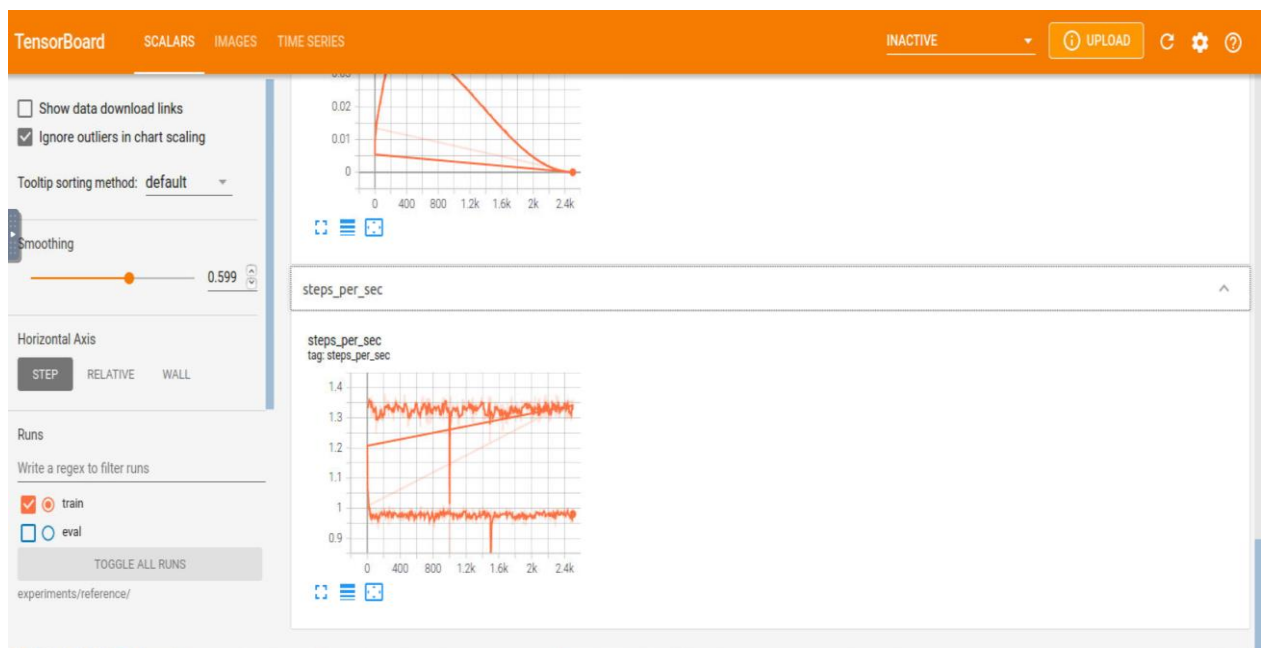 TensorBoard SCALARS IMAGES TIME SERIES INACTIVE UPLOAD
Show data download links
Ignore outliers in chart scaling
Tooltip sorting method: default
Smoothing
0.599
Horizontal Axis
STEP RELATIVE WALL
Runs
Write a regex to filter runs
train
eval
TOGGLE ALL RUNS
experiments/reference/
0.03
0.02
0.01
0
0 400 800 1.2k 1.6k 2k 2.4k
steps_per_sec
steps_per_sec
tag: steps_per_sec
1.4
1.3
1.2
1.1
1
0.9
0 400 800 1.2k 1.6k 2k 2.4k